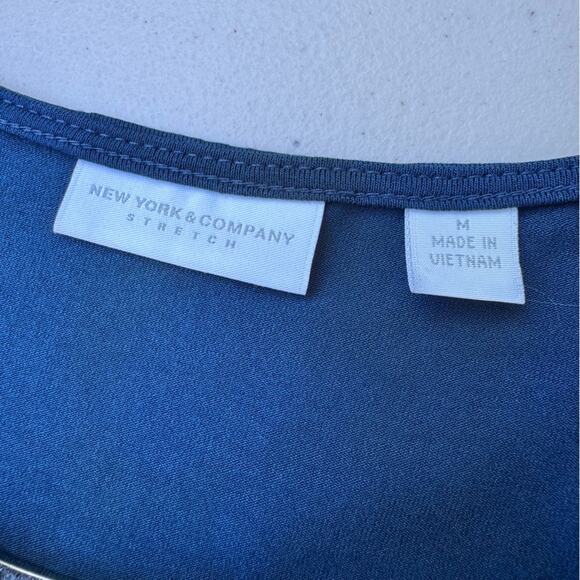 NEW YORK & COMPANY
STRETCH
M
MADE IN
VIETNAM